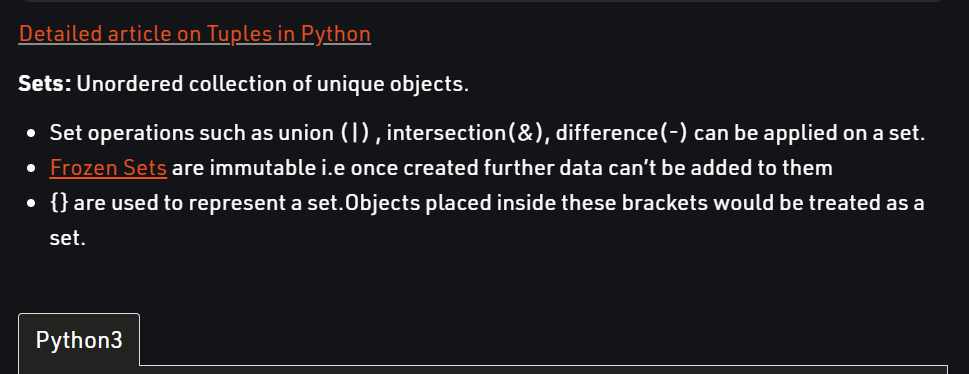 Detailed article on Tuples in Python
Sets: Unordered collection of unique objects.
• Set operations such as union (|) , intersection(&), difference(-) can be applied on a set.
• Frozen Sets are immutable i.e once created further data can't be added to them
• {} are used to represent a set.Objects placed inside these brackets would be treated as a
set.
Python3